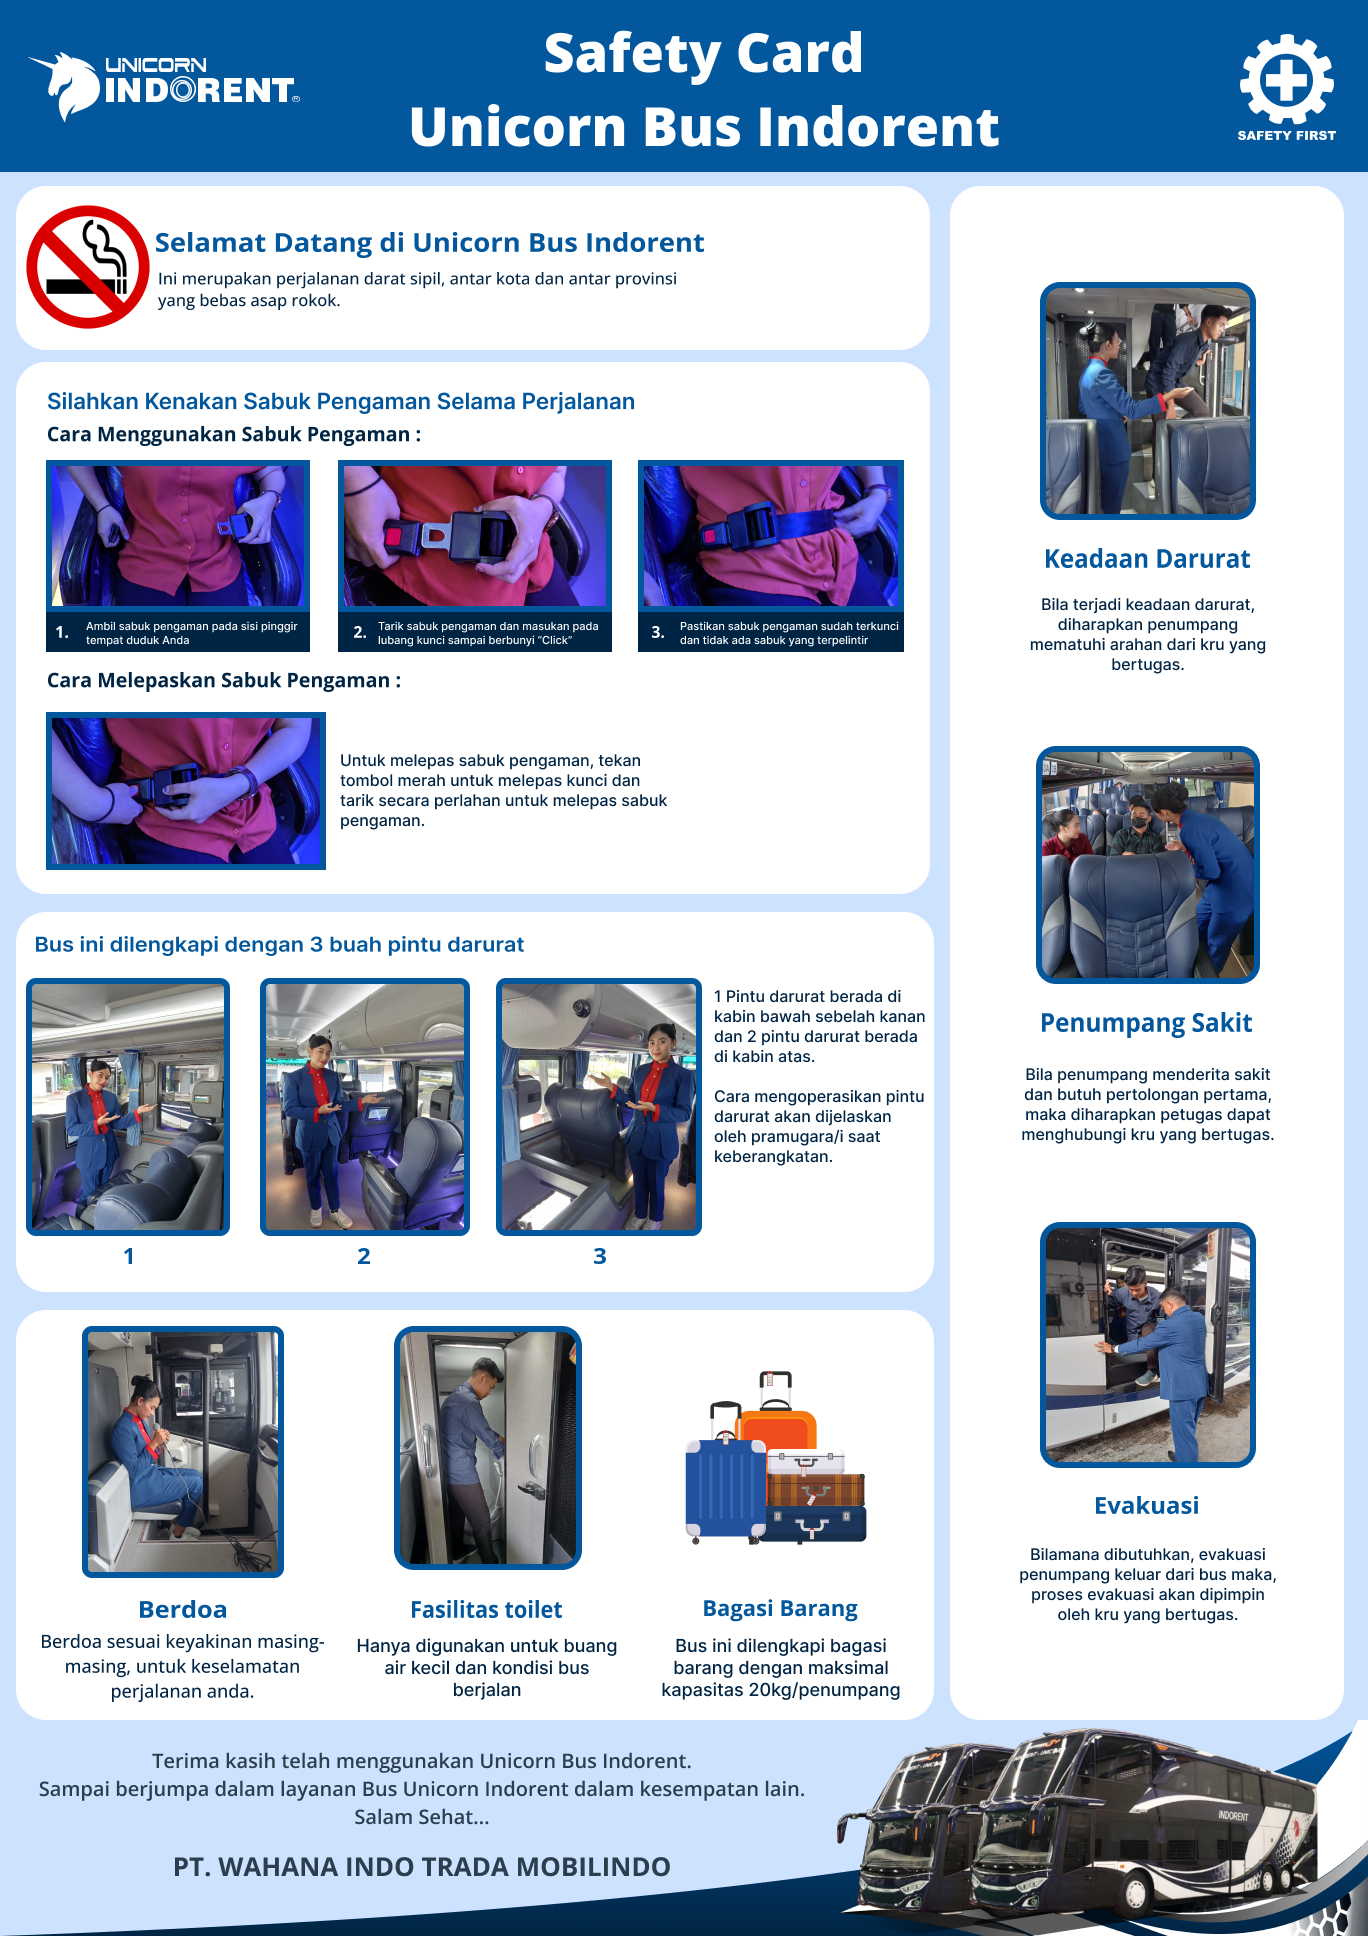 UNICORN
INDORENT
Safety Card
Unicorn Bus Indorent
SAFETY FIRST
Selamat Datang di Unicorn Bus Indorent
Ini merupakan perjalanan darat sipil, antar kota dan antar provinsi
yang bebas asap rokok.
Silahkan Kenakan Sabuk Pengaman Selama Perjalanan
Cara Menggunakan Sabuk Pengaman :
1. Ambil sabuk pengaman pada sisi pinggir
tempat duduk Anda
2. Tarik sabuk pengaman dan masukan pada
lubang kunci sampai berbunyi “Click”
3. Pastikan sabuk pengaman sudah terkunci
dan tidak ada sabuk yang terpelintir
Cara Melepaskan Sabuk Pengaman :
Untuk melepas sabuk pengaman, tekan
tombol merah untuk melepas kunci dan
tarik secara perlahan untuk melepas sabuk
pengaman.
Bus ini dilengkapi dengan 3 buah pintu darurat
1
2
3
1 Pintu darurat berada di
kabin bawah sebelah kanan
dan 2 pintu darurat berada
di kabin atas.
Cara mengoperasikan pintu
darurat akan dijelaskan
oleh pramugara/i saat
keberangkatan.
Berdoa
Berdoa sesuai keyakinan masing-
masing, untuk keselamatan
perjalanan anda.
Fasilitas toilet
Hanya digunakan untuk buang
air kecil dan kondisi bus
berjalan
Bagasi Barang
Bus ini dilengkapi bagasi
barang dengan maksimal
kapasitas 20kg/penumpang
Keadaan Darurat
Bila terjadi keadaan darurat,
diharapkan penumpang
mematuhi arahan dari kru yang
bertugas.
Penumpang Sakit
Bila penumpang menderita sakit
dan butuh pertolongan pertama,
maka diharapkan petugas dapat
menghubungi kru yang bertugas.
Evakuasi
Bilamana dibutuhkan, evakuasi
penumpang keluar dari bus maka,
proses evakuasi akan dipimpin
oleh kru yang bertugas.
Terima kasih telah menggunakan Unicorn Bus Indorent.
Sampai berjumpa dalam layanan Bus Unicorn Indorent dalam kesempatan lain.
Salam Sehat...
PT. WAHANA INDO TRADA MOBILINDO
INDORENT